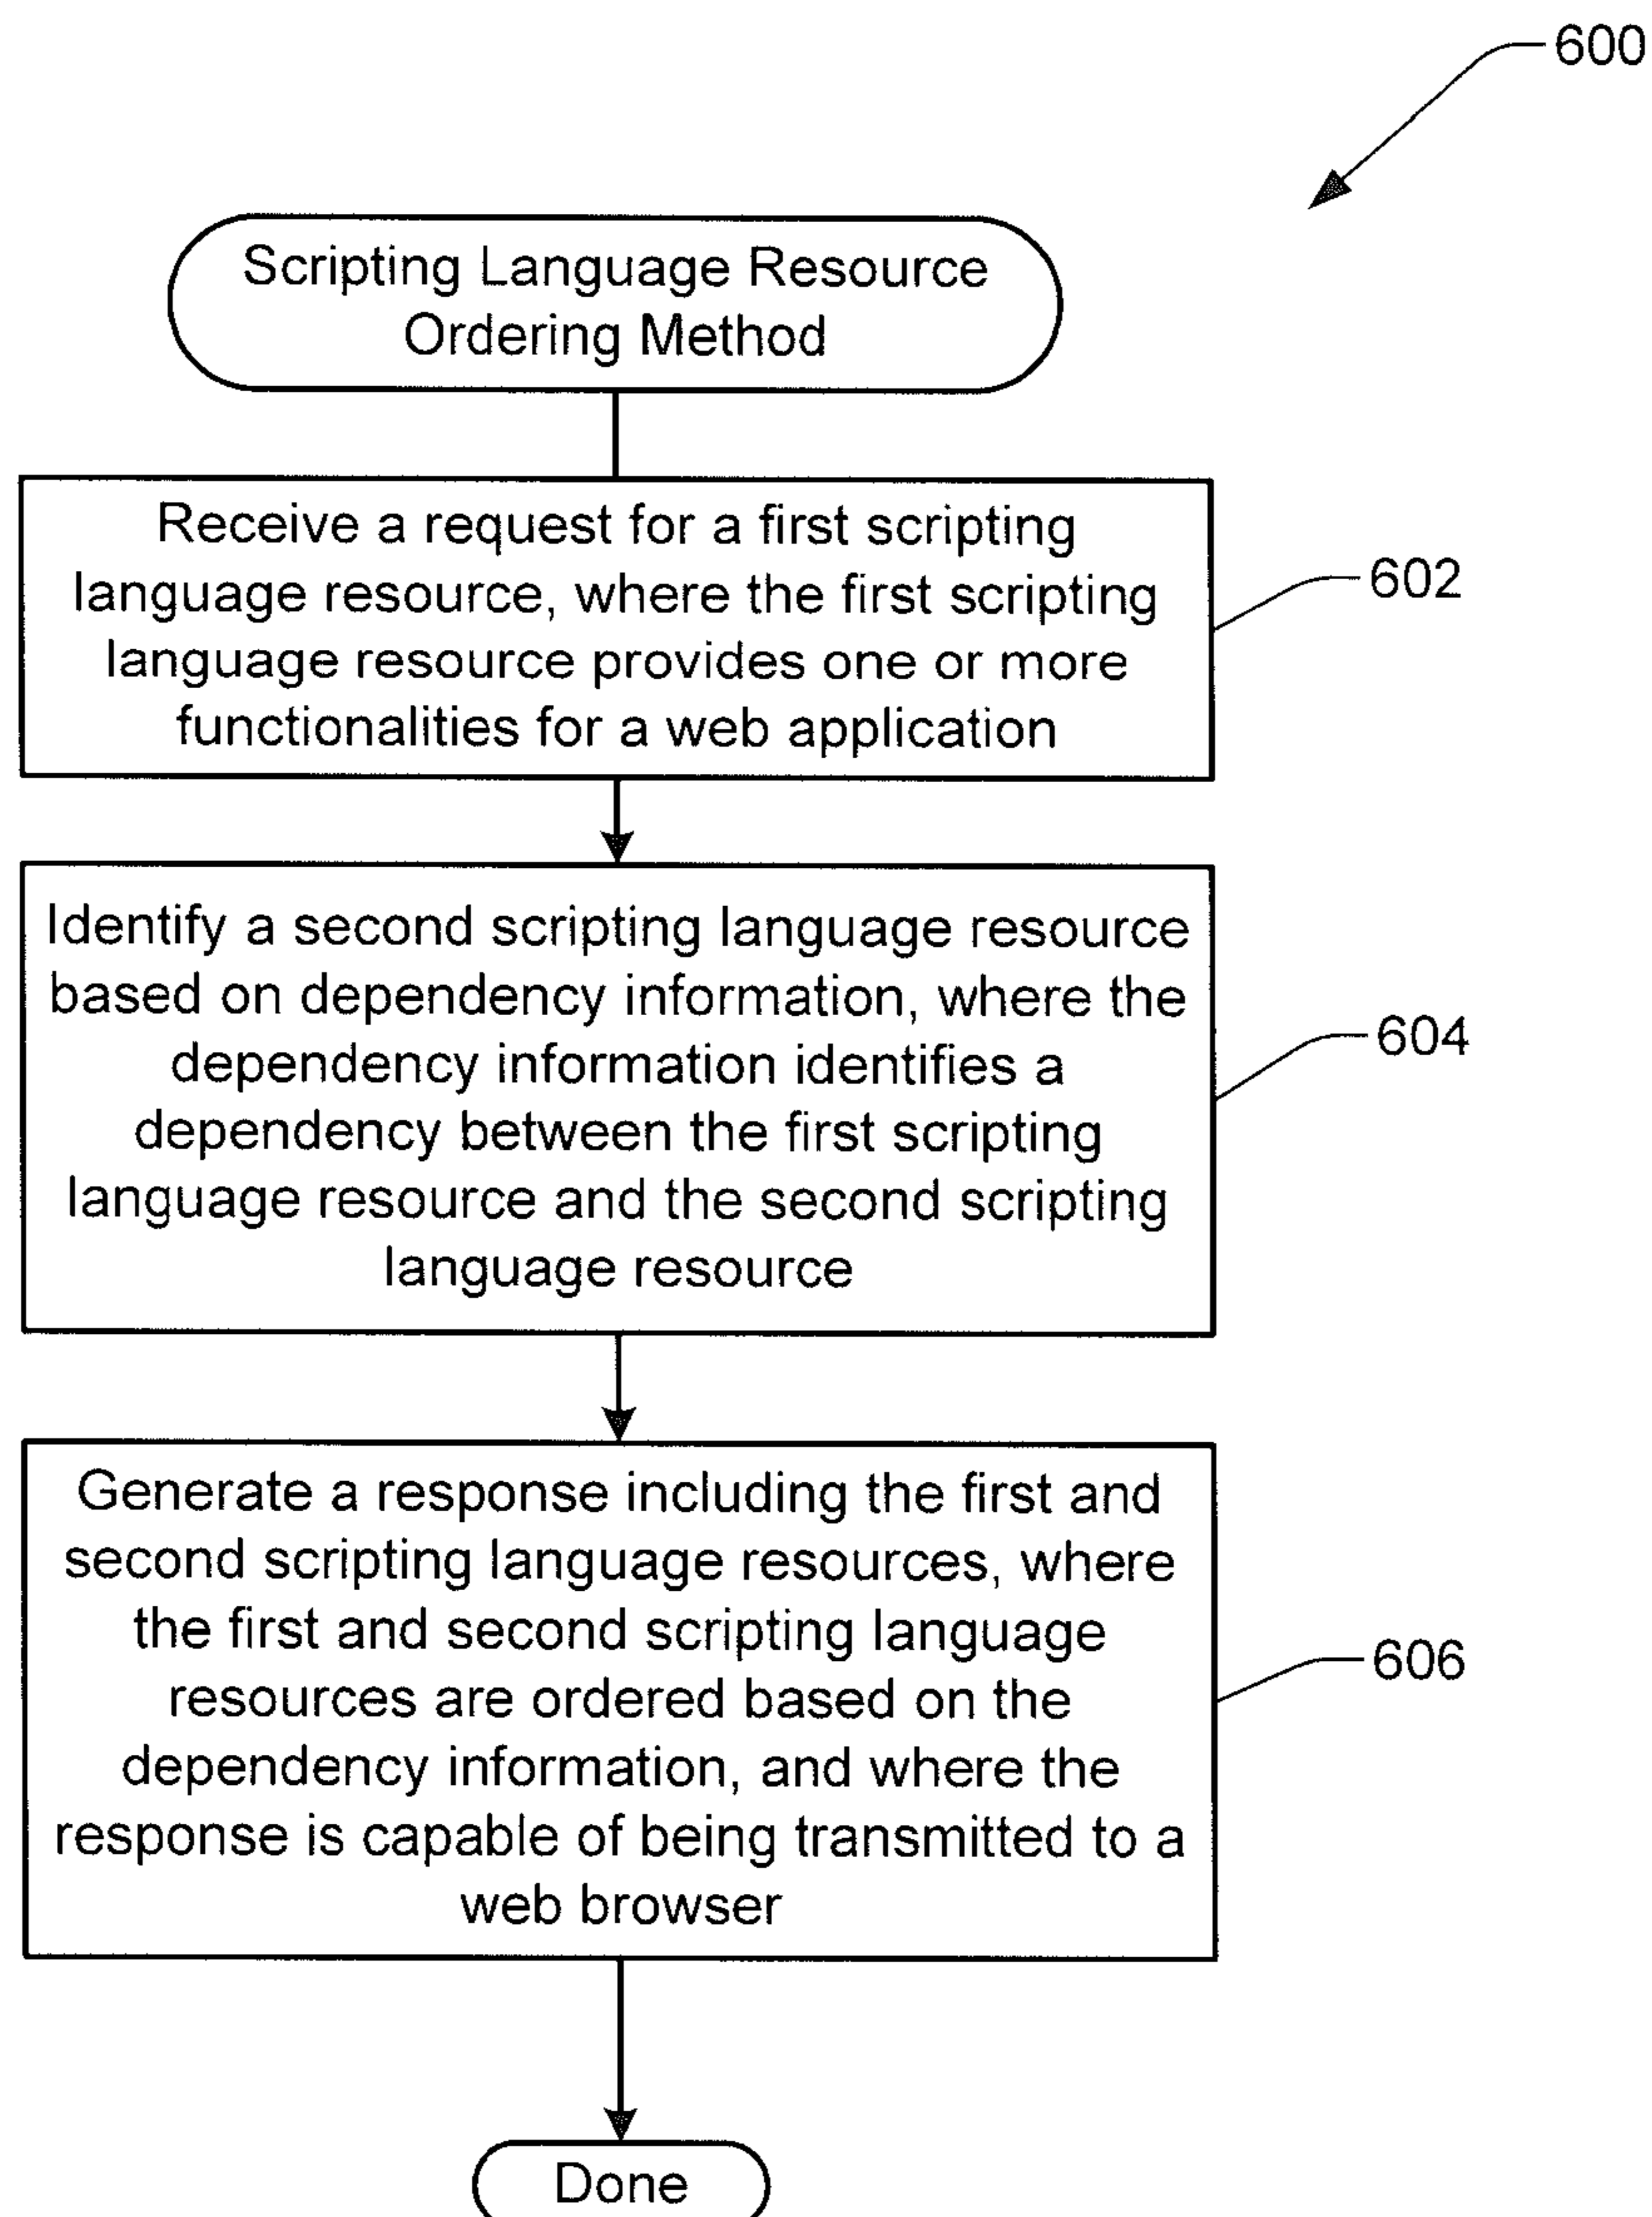 600
Scripting Language Resource
Ordering Method
Receive a request for a first scripting
language resource, where the first scripting
language resource provides one or more
functionalities for a web application
602
Identify a second scripting language resource
based on dependency information, where the
dependency information identifies a
dependency between the first scripting
language resource and the second scripting
language resource
604
Generate a response including the first and
second scripting language resources, where
the first and second scripting language
resources are ordered based on the
dependency information, and where the
response is capable of being transmitted to a
web browser
606
Done